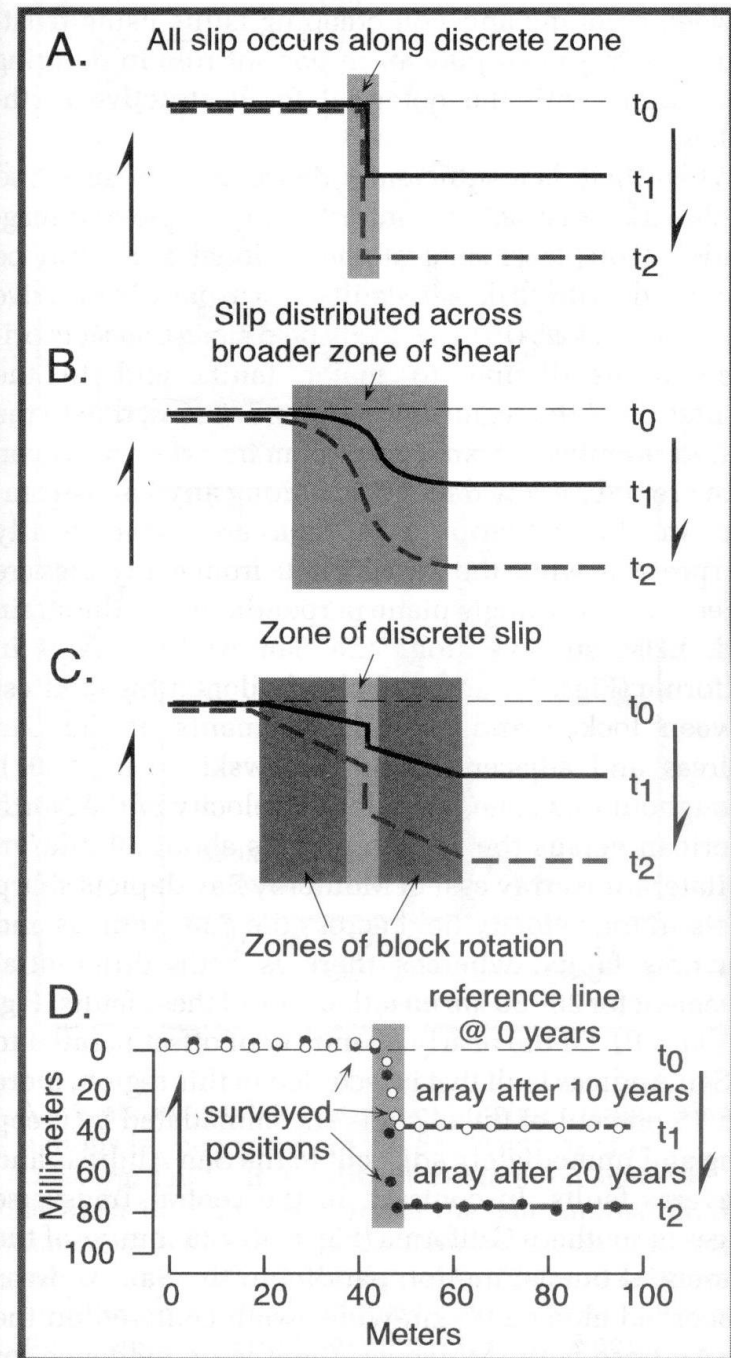 A.
All slip occurs along discrete zone
t0
t1
t2
Slip distributed across
broader zone of shear
B.
t0
t1
t2
Zone of discrete slip
C.
t0
t1
t2
Zones of block rotation
D.
reference line
@ 0 years
0
20
40
60
80
100
Millimeters
surveyed
positions
t0
array after 10 years
t1
array after 20 years
t2
0
20
40
60
80
100
Meters